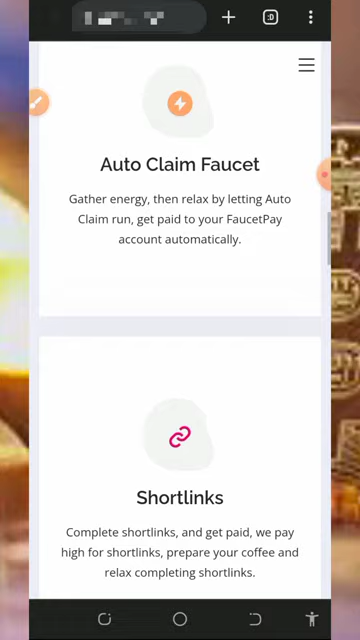 :D
Auto Claim Faucet
Gather energy, then relax by letting Auto
Claim run, get paid to your FaucetPay
account automatically.
Shortlinks
Complete shortlinks, and get paid, we pay
high for shortlinks, prepare your coffee and
relax completing shortlinks.